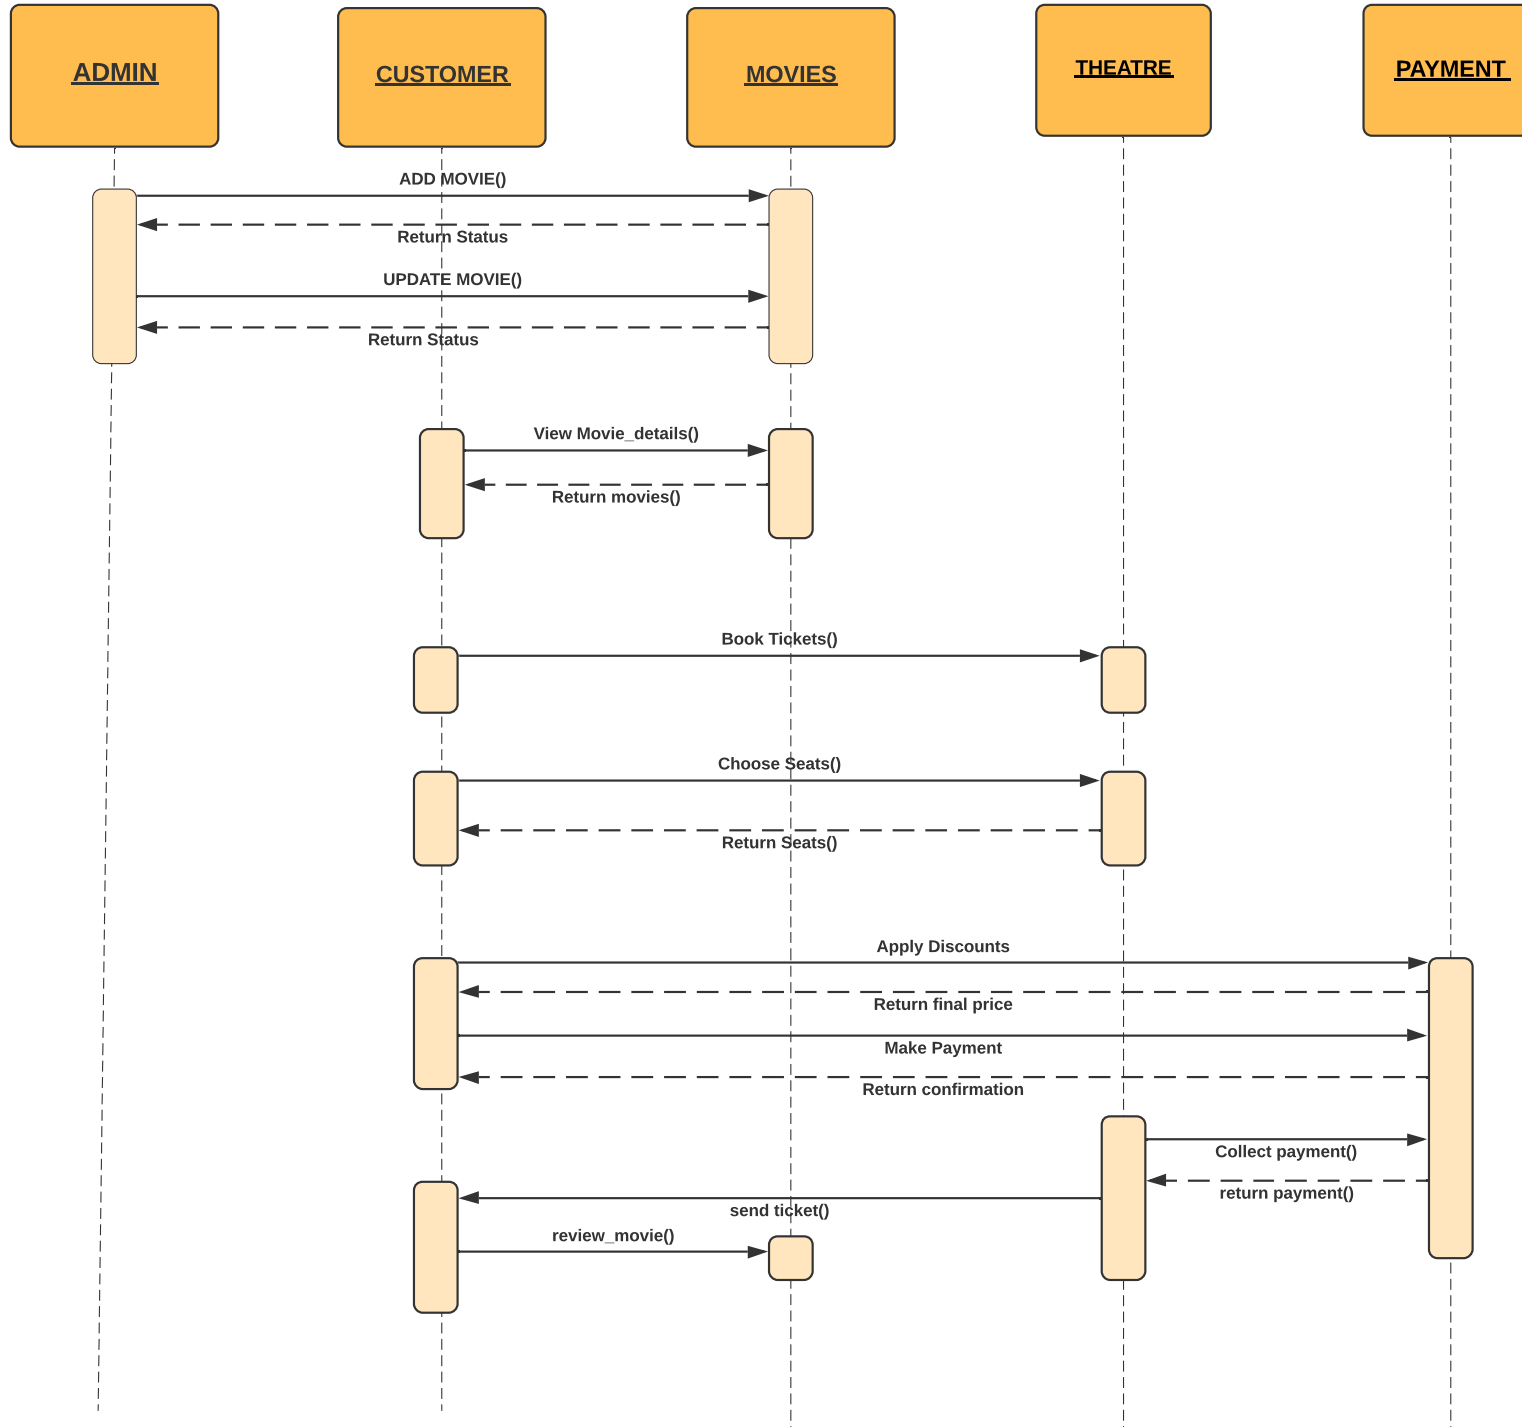 ADMIN
CUSTOMER
MOVIES
THEATRE
PAYMENT
ADD MOVIE()
Return Status
UPDATE MOVIE()
Return Status
View Movie_details()
Return movies()
Book Tickets()
Choose Seats()
Return Seats()
Apply Discounts
Return final price
Make Payment
Return confirmation
Collect payment()
return payment()
send ticket()
review_movie()